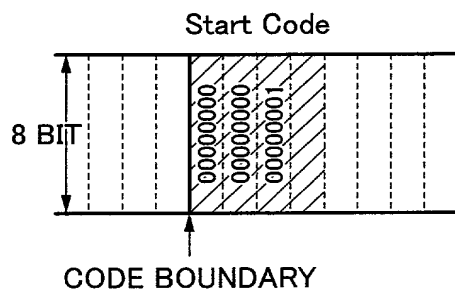 Start Code
8 BIT
00000000
00000000
00000001
CODE BOUNDARY